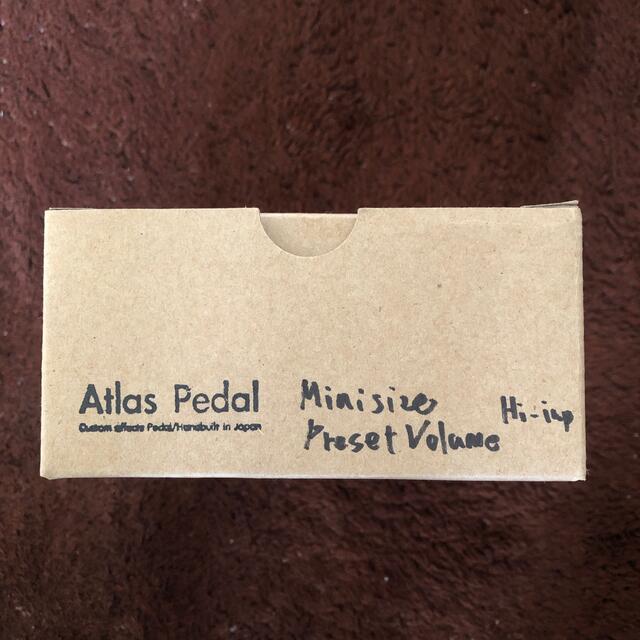 Atlas Pedal
Custom effects Pedal/Handbuilt in Japan
Minisize
Preset Volume
Hi-imp